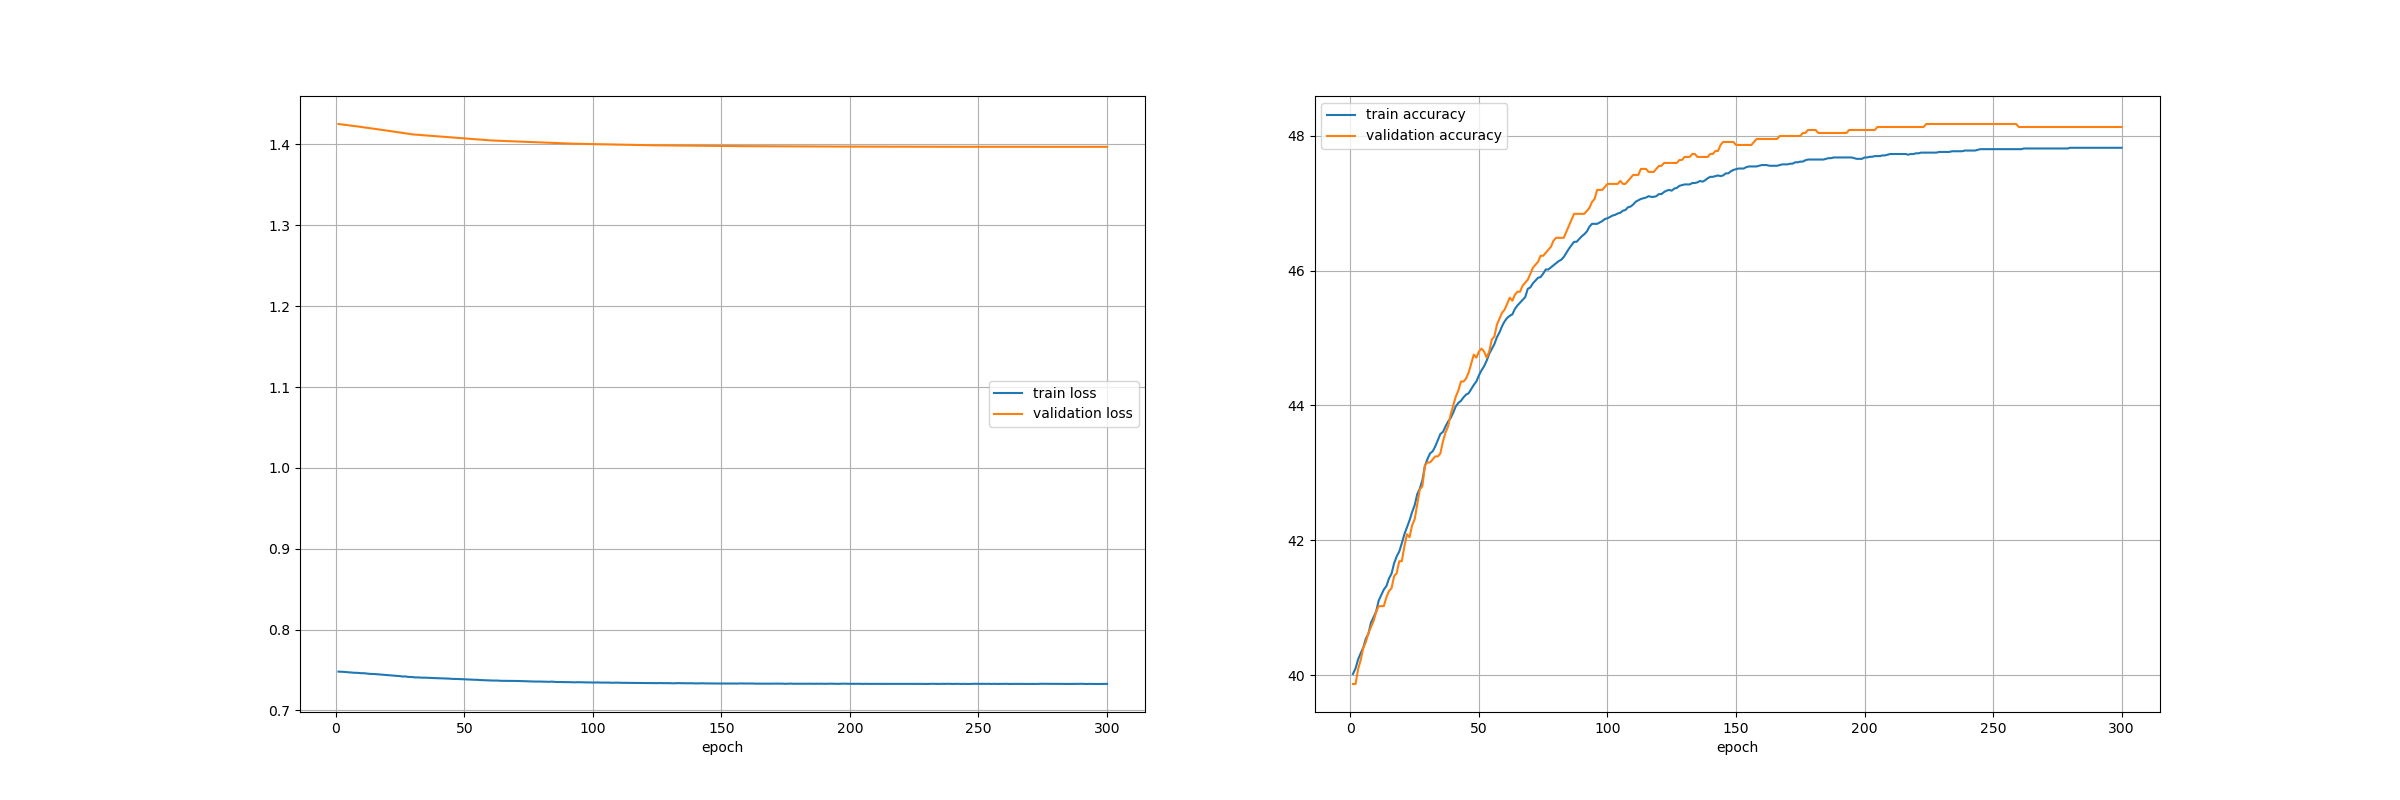 1.4
1.3
1.2
1.1
1.0
0.9
0.8
0.7
0 50 100 150 200 250 300
epoch
train loss
validation loss
train accuracy
validation accuracy
48
46
44
42
40
0 50 100 150 200 250 300
epoch